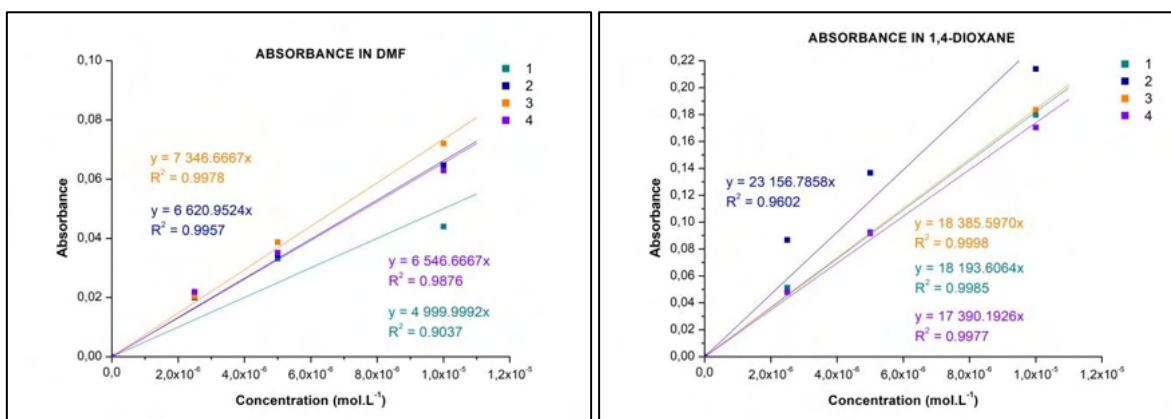 ABSORBANCE IN DMF
0,10
0,08
0,06
0,04
0,02
0,00
Absorbance
1
2
3
4
y = 7 346.6667x
R² = 0.9978
y = 6 620.9524x
R² = 0.9957
y = 6 546.6667x
R² = 0.9876
y = 4 999.9992x
R² = 0.9037
0,0 2,0x10⁻⁶ 4,0x10⁻⁶ 6,0x10⁻⁶ 8,0x10⁻⁶ 1,0x10⁻⁵ 1,2x10⁻⁵
Concentration (mol.L⁻¹)
ABSORBANCE IN 1,4-DIOXANE
0,22
0,20
0,18
0,16
0,14
0,12
0,10
0,08
0,06
0,04
0,02
0,00
Absorbance
1
2
3
4
y = 23 156.7858x
R² = 0.9602
y = 18 385.5970x
R² = 0.9998
y = 18 193.6064x
R² = 0.9985
y = 17 390.1926x
R² = 0.9977
0,0 2,0x10⁻⁶ 4,0x10⁻⁶ 6,0x10⁻⁶ 8,0x10⁻⁶ 1,0x10⁻⁵ 1,2x10⁻⁵
Concentration (mol.L⁻¹)